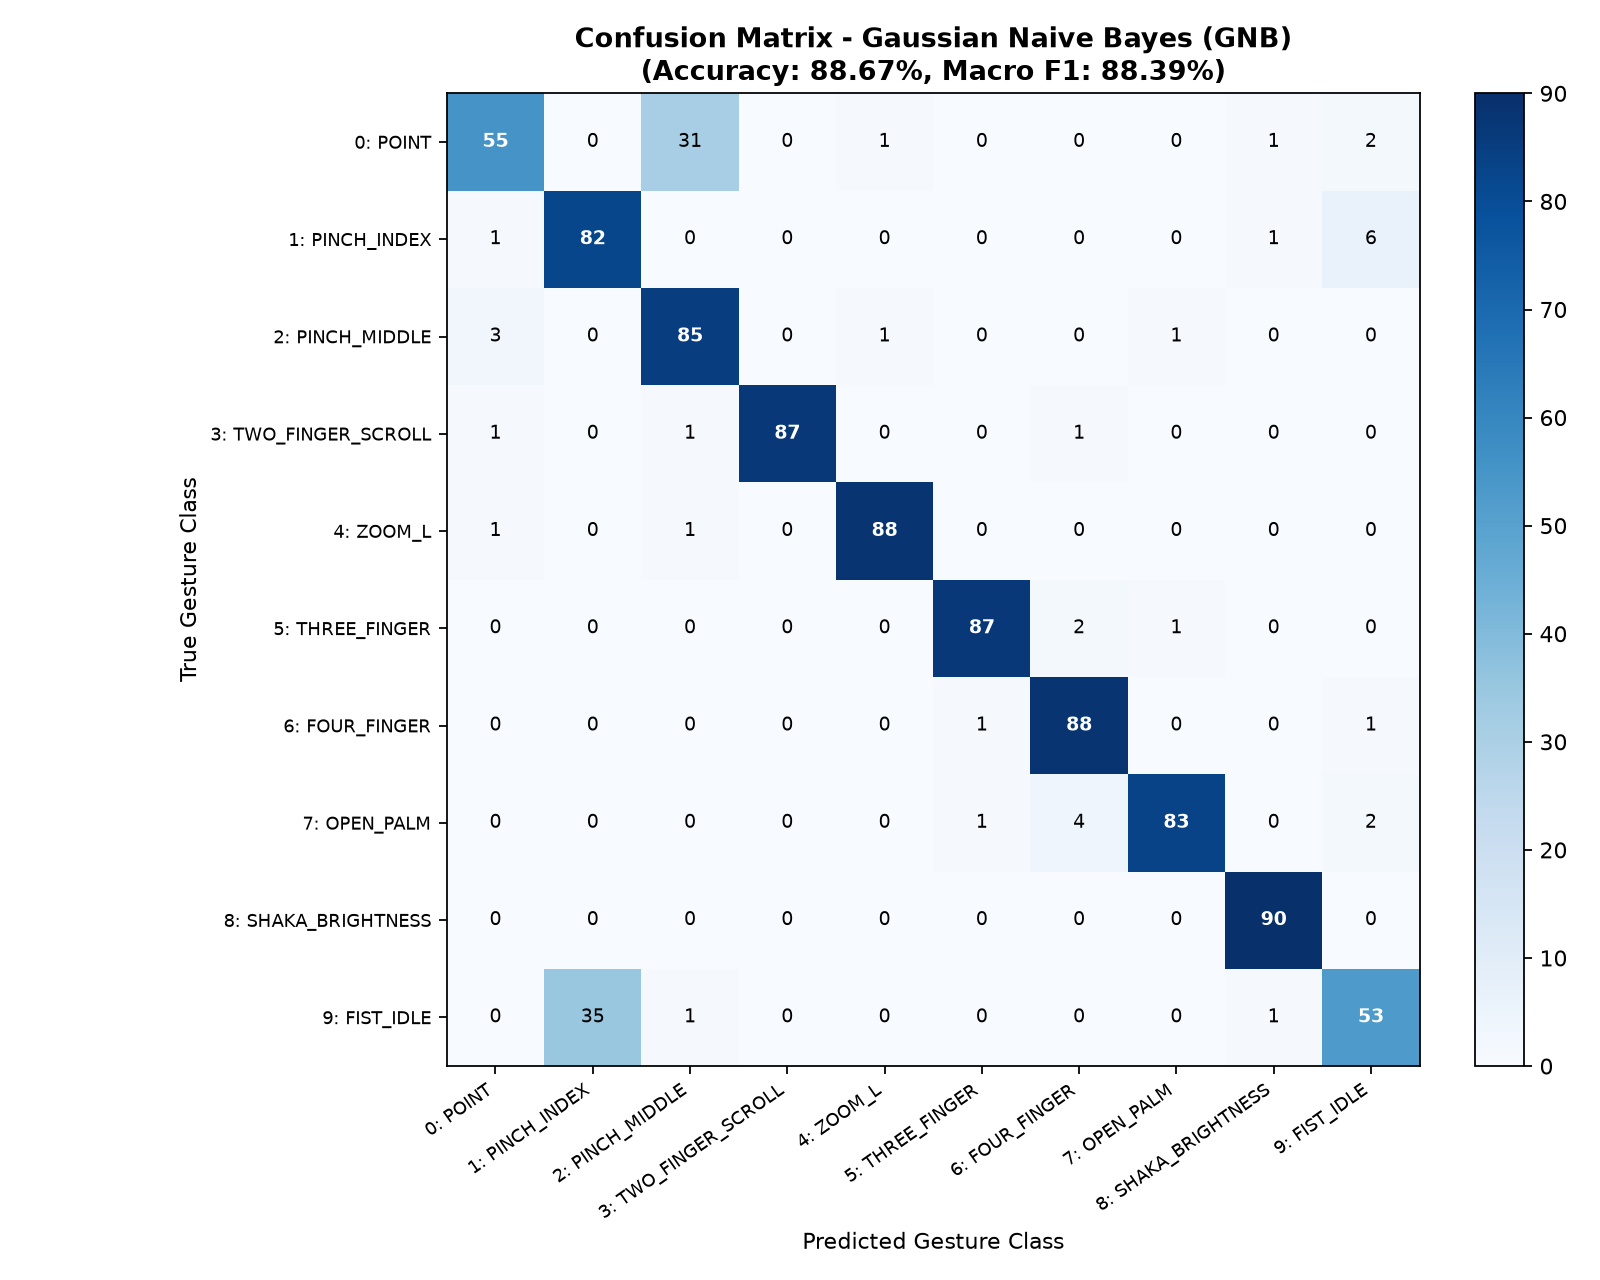 Confusion Matrix - Gaussian Naive Bayes (GNB)
(Accuracy: 88.67%, Macro F1: 88.39%)
True Gesture Class
0: POINT 55 0 31 0 1 0 0 0 1 2
1: PINCH_INDEX 1 82 0 0 0 0 0 0 1 6
2: PINCH_MIDDLE 3 0 85 0 1 0 0 1 0 0
3: TWO_FINGER_SCROLL 1 0 1 87 0 0 1 0 0 0
4: ZOOM_L 1 0 1 0 88 0 0 0 0 0
5: THREE_FINGER 0 0 0 0 0 87 2 1 0 0
6: FOUR_FINGER 0 0 0 0 0 1 88 0 0 1
7: OPEN_PALM 0 0 0 0 0 1 4 83 0 2
8: SHAKA_BRIGHTNESS 0 0 0 0 0 0 0 0 90 0
9: FIST_IDLE 0 35 1 0 0 0 0 0 1 53
0: POINT
1: PINCH_INDEX
2: PINCH_MIDDLE
3: TWO_FINGER_SCROLL
4: ZOOM_L
5: THREE_FINGER
6: FOUR_FINGER
7: OPEN_PALM
8: SHAKA_BRIGHTNESS
9: FIST_IDLE
Predicted Gesture Class
90
80
70
60
50
40
30
20
10
0